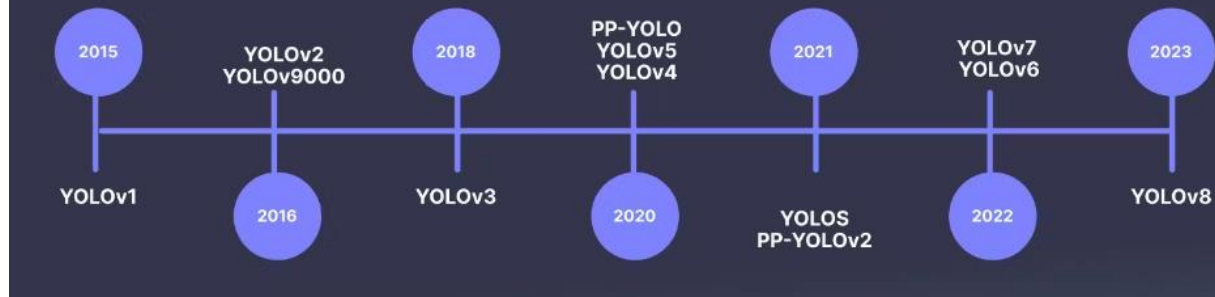 2015
YOLOv1
YOLOv2
YOLOv9000
2016
2018
YOLOv3
PP-YOLO
YOLOv5
YOLOv4
2020
2021
YOLOS
PP-YOLOv2
YOLOv7
YOLOv6
2022
2023
YOLOv8